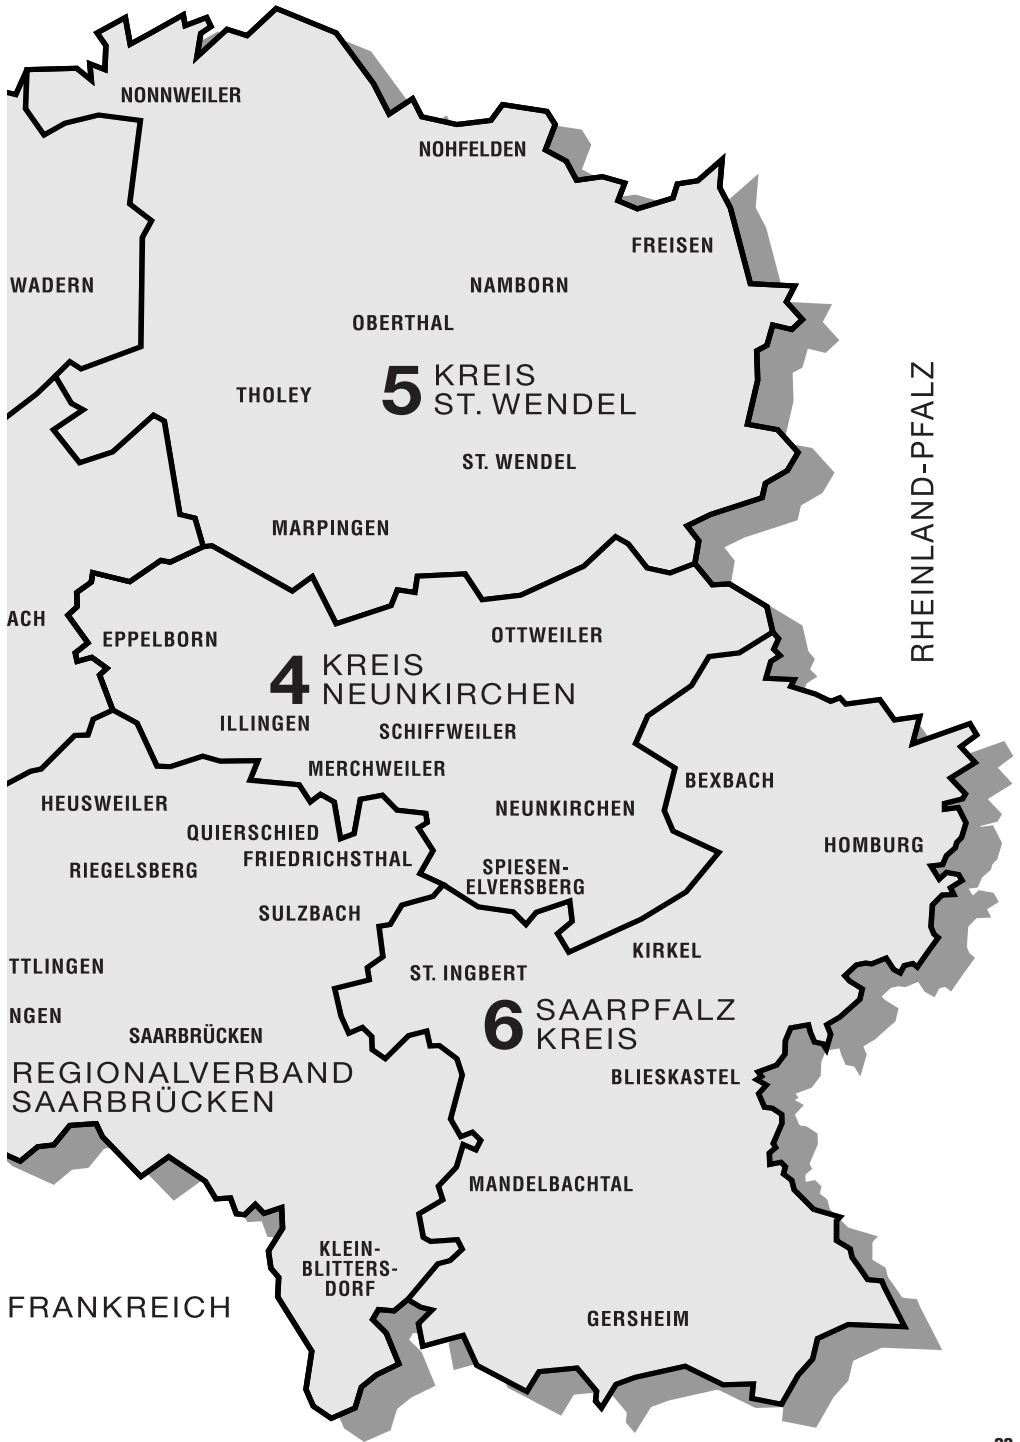 NONNWEILER
NOHFELDEN
FREISEN
WADERN
NAMBORN
OBERTHAL
THOLEY
5 KREIS
ST. WENDEL
RHEINLAND-PFALZ
ST. WENDEL
MARPINGEN
ACH
EPPELBORN
OTTWEILER
4 KREIS
NEUNKIRCHEN
ILLINGEN
SCHIFFWEILER
MERCHWEILER
BEXBACH
HEUSWEILER
NEUNKIRCHEN
QUIERSCHIED
HOMBURG
FRIEDRICHSTHAL
RIEGELSBERG
SPIESEN-
ELVERSBERG
SULZBACH
KIRKEL
TTLINGEN
ST. INGBERT
NGEN
6 SAARPFALZ
KREIS
SAARBRÜCKEN
REGIONALVERBAND
SAARBRÜCKEN
BLIESKASTEL
MANDELBACHTAL
KLEIN-
BLITTERS-
DORF
FRANKREICH
GERSHEIM